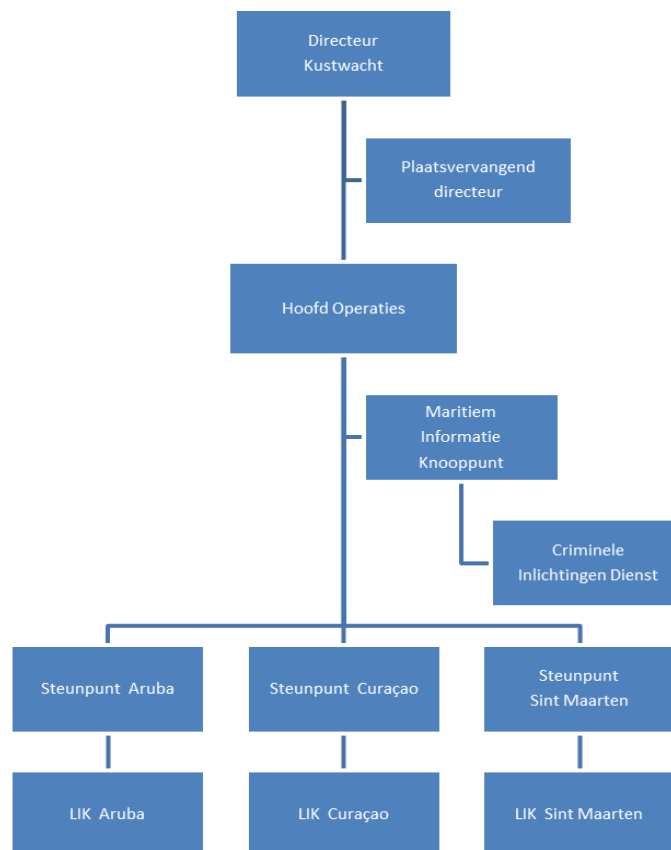 Directeur
Kustwacht
Plaatsvervangend
directeur
Hoofd Operaties
Maritiem
Informatie
Knooppunt
Criminele
Inlichtingen Dienst
Steunpunt Aruba
Steunpunt Curaçao
Steunpunt
Sint Maarten
LIK Aruba
LIK Curaçao
LIK Sint Maarten